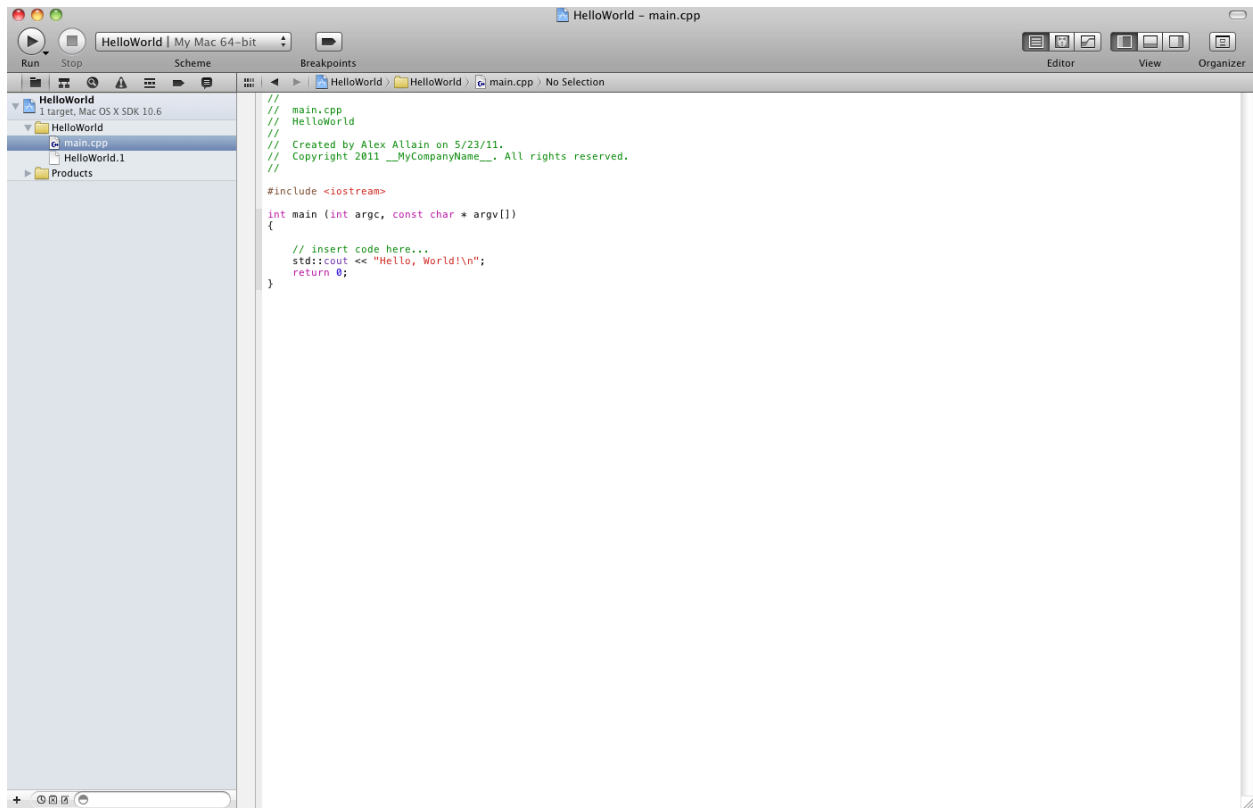 HelloWorld – main.cpp
HelloWorld | My Mac 64-bit
Run Stop Scheme Breakpoints Editor View Organizer
HelloWorld › HelloWorld › main.cpp › No Selection
HelloWorld
1 target, Mac OS X SDK 10.6
HelloWorld
main.cpp
HelloWorld.1
Products
//
//  main.cpp
//  HelloWorld
//
//  Created by Alex Allain on 5/23/11.
//  Copyright 2011 __MyCompanyName__. All rights reserved.
//
#include <iostream>
int main (int argc, const char * argv[])
{
    // insert code here...
    std::cout << "Hello, World!\n";
    return 0;
}